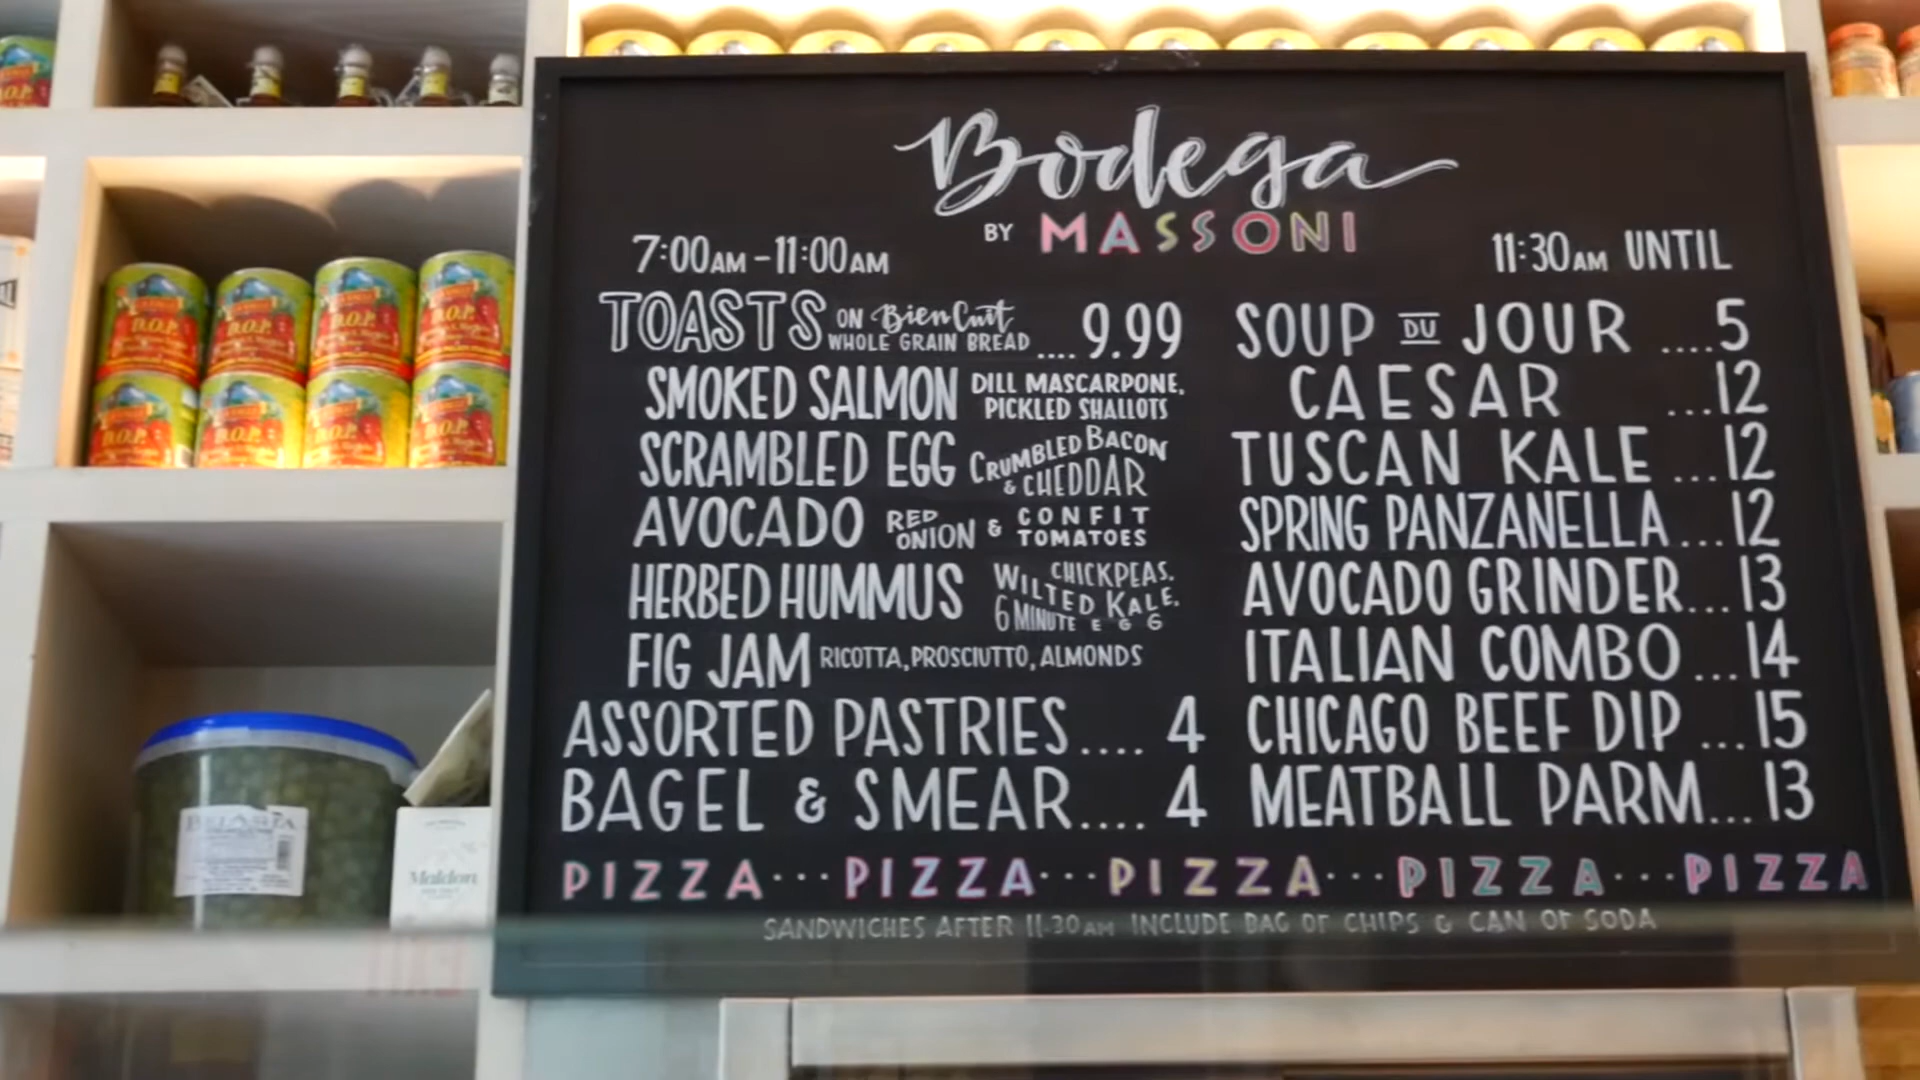 Bodega
BY MASSONI
7:00AM-11:00AM
TOASTS ON Bien Cuit WHOLE GRAIN BREAD .... 9.99
SMOKED SALMON DILL MASCARPONE, PICKLED SHALLOTS
SCRAMBLED EGG CRUMBLED BACON & CHEDDAR
AVOCADO RED ONION & CONFIT TOMATOES
HERBED HUMMUS CHICKPEAS, WILTED KALE, 6 MINUTE EGG
FIG JAM RICOTTA, PROSCIUTTO, ALMONDS
ASSORTED PASTRIES.... 4
BAGEL & SMEAR.... 4
11:30AM UNTIL
SOUP DU JOUR ....5
CAESAR ...12
TUSCAN KALE ...12
SPRING PANZANELLA...12
AVOCADO GRINDER...13
ITALIAN COMBO...14
CHICAGO BEEF DIP ...15
MEATBALL PARM...13
PIZZA...PIZZA...PIZZA...PIZZA...PIZZA
SANDWICHES AFTER 11:30AM INCLUDE BAG OF CHIPS & CAN OF SODA
D.O.P.
D.O.P.
D.O.P.
D.O.P.
D.O.P.
D.O.P.
D.O.P.
D.O.P.
Maldon